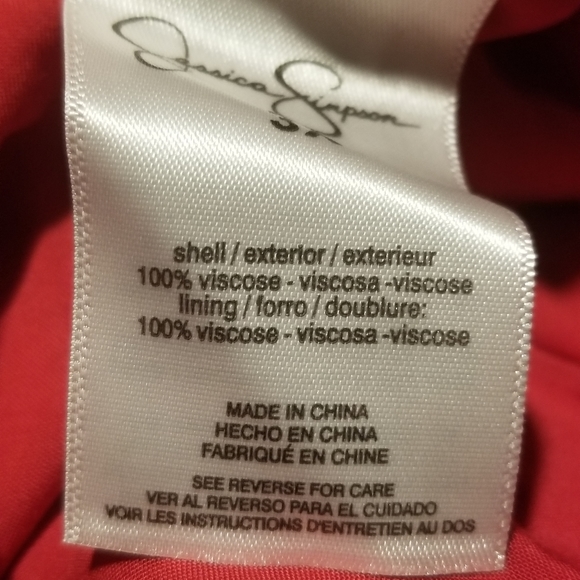 Jessica Simpson
shell / exterior / exterieur
100% viscose - viscosa -viscose
lining / forro / doublure:
100% viscose - viscosa -viscose
MADE IN CHINA
HECHO EN CHINA
FABRIQUÉ EN CHINE
SEE REVERSE FOR CARE
VER AL REVERSO PARA EL CUIDADO
VOIR LES INSTRUCTIONS D'ENTRETIEN AU DOS